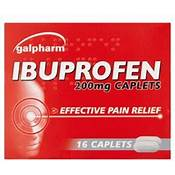 galpharm
IBUPROFEN
200mg CAPLETS
EFFECTIVE PAIN RELIEF
16 CAPLETS